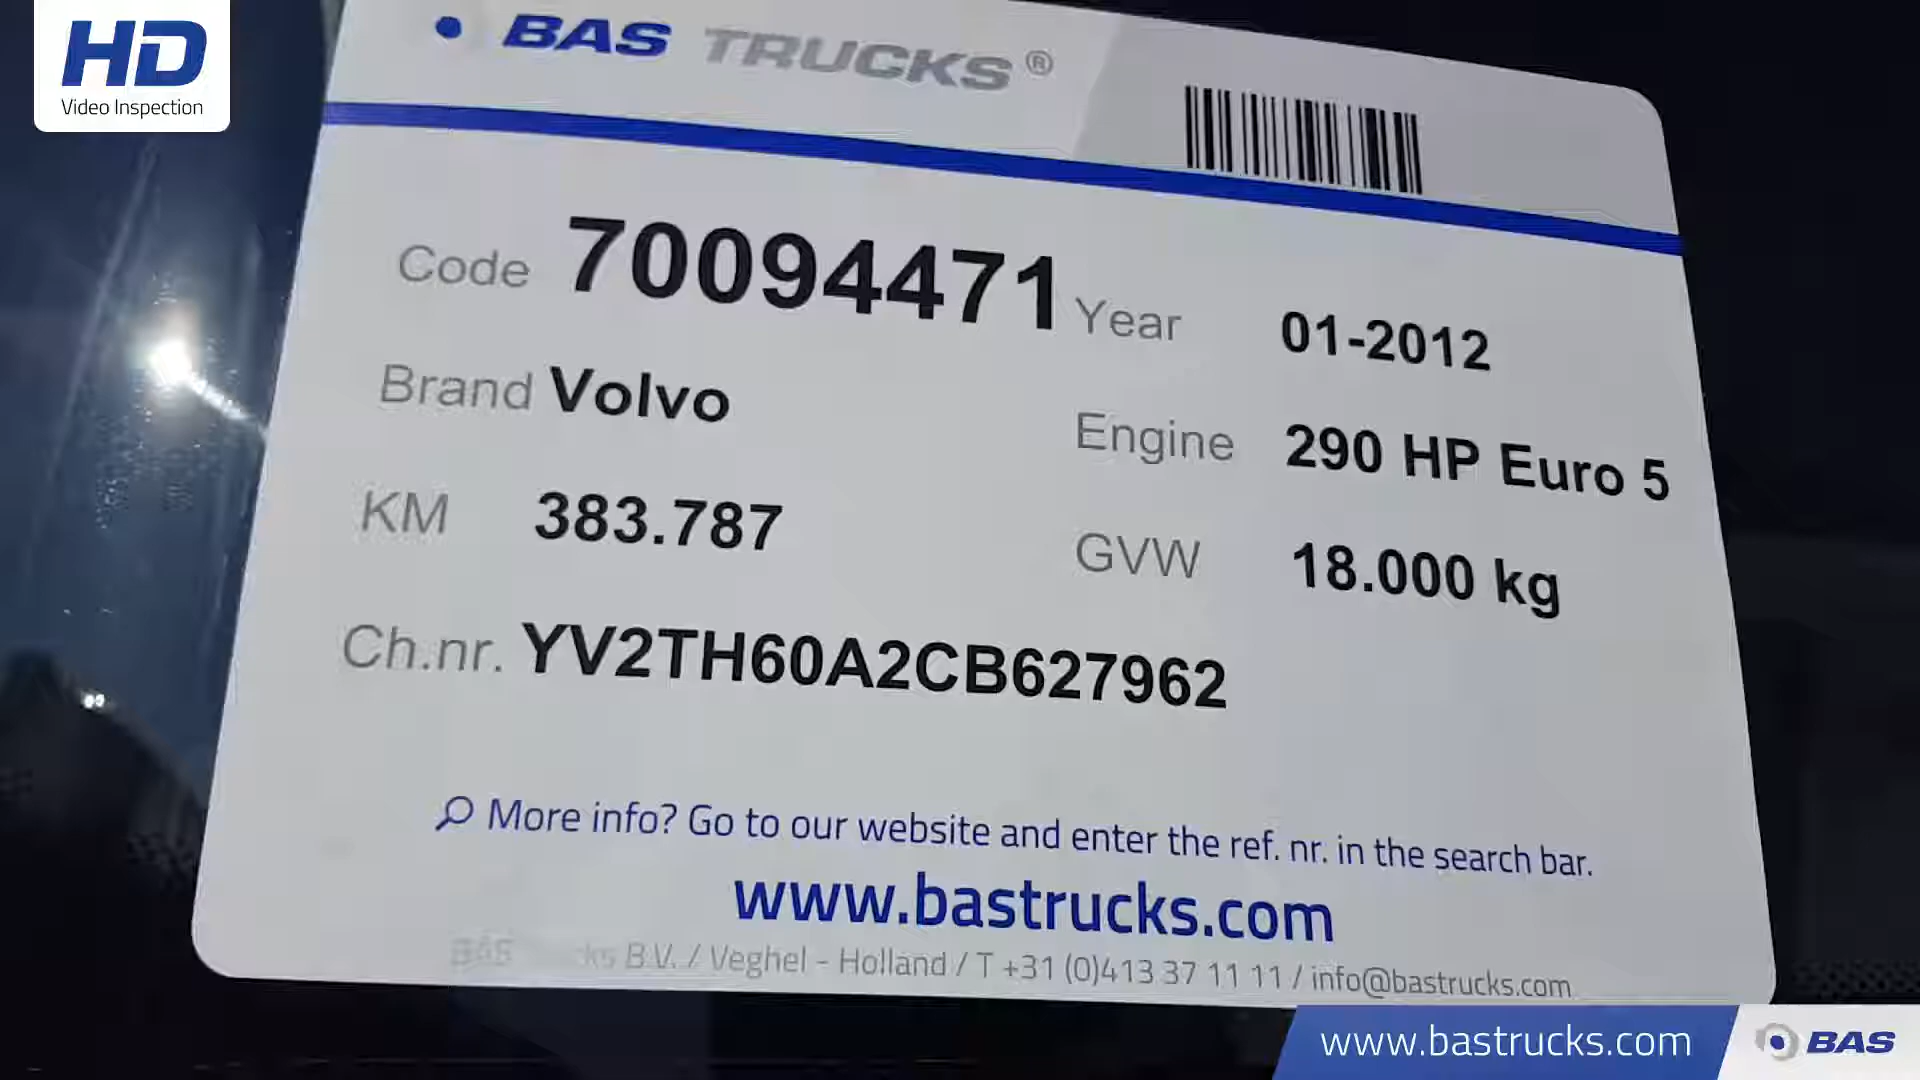 HD
Video Inspection
BAS TRUCKS®
Code 70094471
Year 01-2012
Brand Volvo
Engine 290 HP Euro 5
KM 383.787
GVW 18.000 kg
Ch.nr. YV2TH60A2CB627962
More info? Go to our website and enter the ref. nr. in the search bar.
www.bastrucks.com
BAS Trucks B.V. / Veghel - Holland / T +31 (0)413 37 11 11 / info@bastrucks.com
www.bastrucks.com
BAS